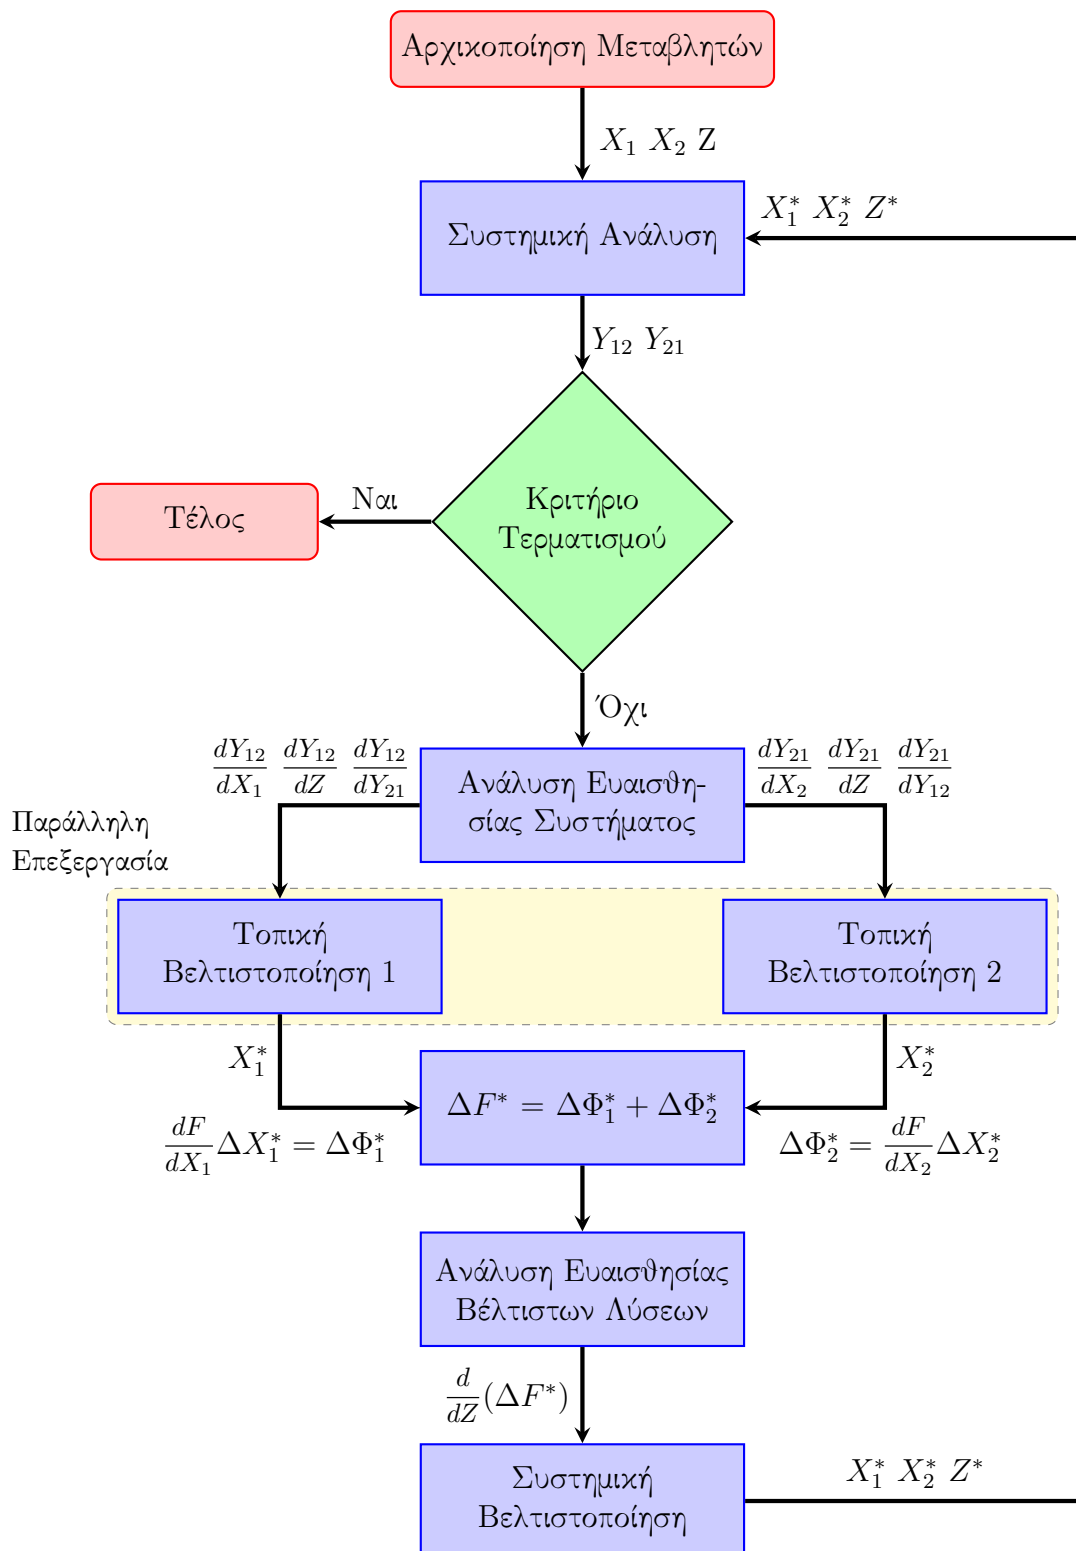 Αρχικοποίηση Μεταβλητών
X₁ X₂ Z
X₁* X₂* Z*
Συστημική Ανάλυση
Y₁₂ Y₂₁
Κριτήριο
Τερματισμού
Ναι
Τέλος
Όχι
dY₁₂/dX₁ dY₁₂/dZ dY₁₂/dY₂₁
Ανάλυση Ευαισθη-
σίας Συστήματος
dY₂₁/dX₂ dY₂₁/dZ dY₂₁/dY₁₂
Παράλληλη
Επεξεργασία
Τοπική
Βελτιστοποίηση 1
Τοπική
Βελτιστοποίηση 2
X₁*
X₂*
ΔF* = ΔΦ₁* + ΔΦ₂*
dF/dX₁ ΔX₁* = ΔΦ₁*
ΔΦ₂* = dF/dX₂ ΔX₂*
Ανάλυση Ευαισθησίας
Βέλτιστων Λύσεων
d/dZ (ΔF*)
Συστημική
Βελτιστοποίηση
X₁* X₂* Z*